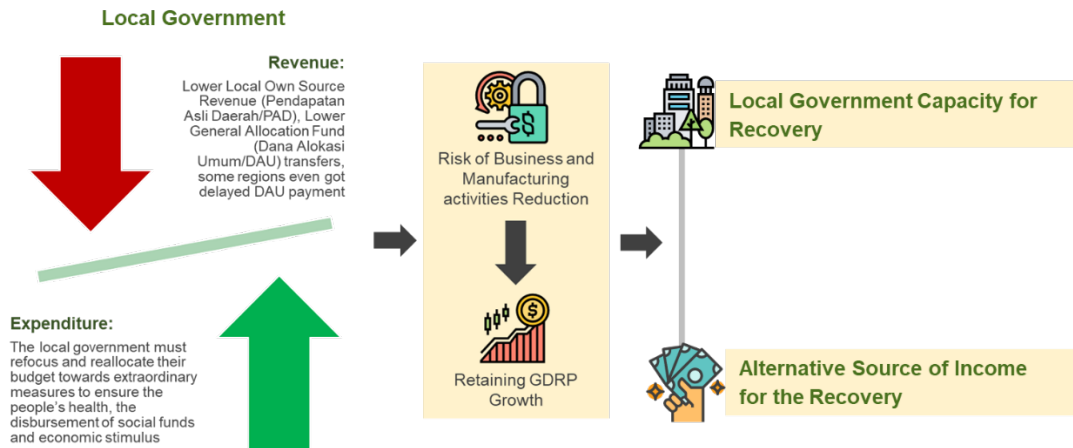 Local Government
Revenue:
Lower Local Own Source
Revenue (Pendapatan
Asli Daerah/PAD), Lower
General Allocation Fund
(Dana Alokasi
Umum/DAU) transfers,
some regions even got
delayed DAU payment
Expenditure:
The local government must
refocus and reallocate their
budget towards extraordinary
measures to ensure the
people's health, the
disbursement of social funds
and economic stimulus
Risk of Business and
Manufacturing
activities Reduction
Retaining GDRP
Growth
Local Government Capacity for
Recovery
Alternative Source of Income
for the Recovery